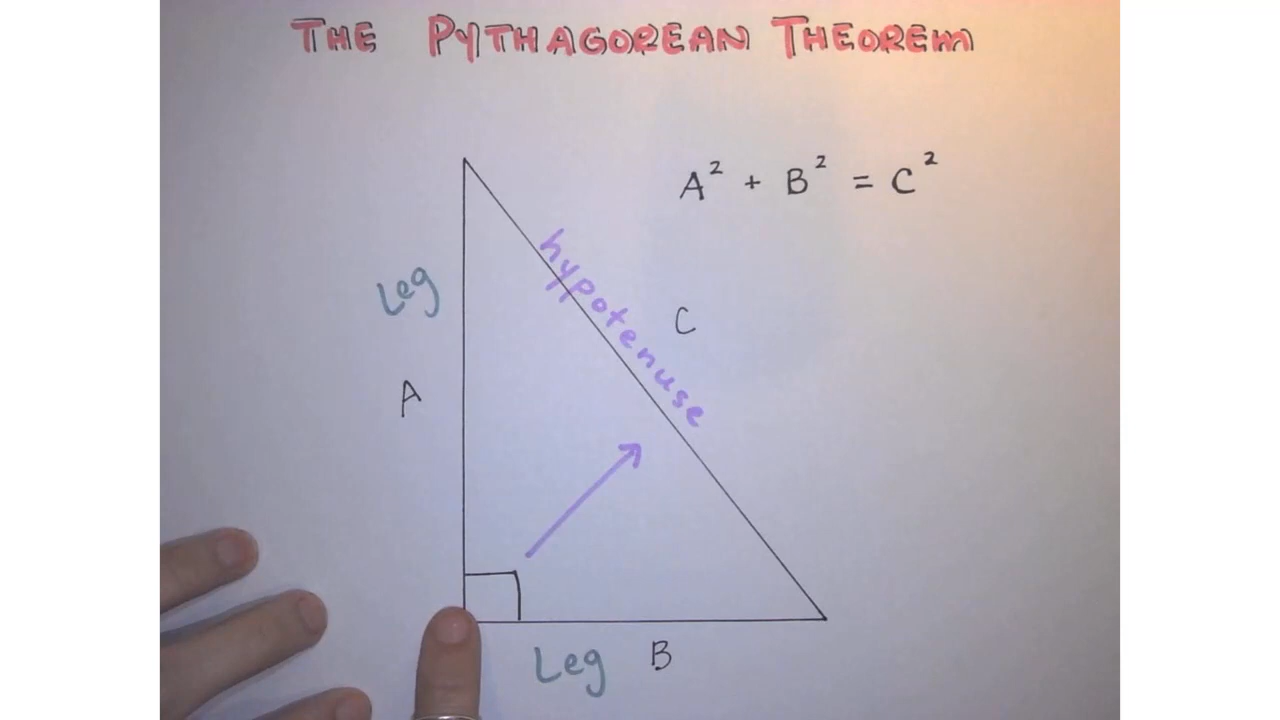 THE PYTHAGOREAN THEOREM
A² + B² = C²
Leg
hypotenuse
C
A
Leg B